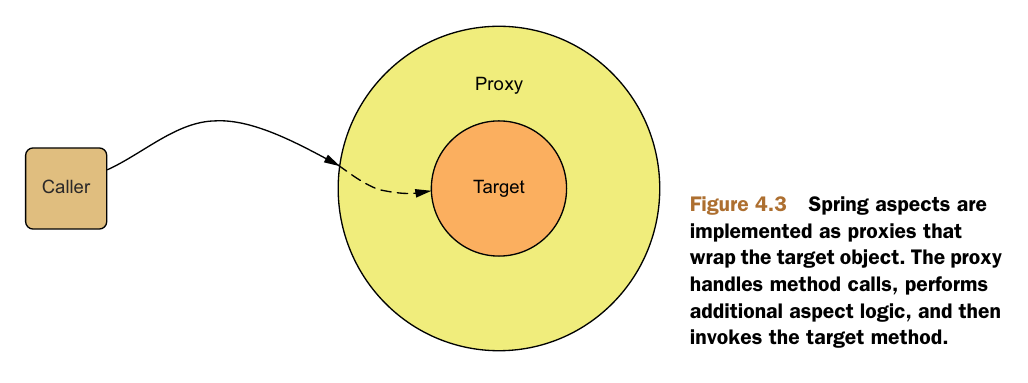 Proxy
Caller
Target
Figure 4.3 Spring aspects are
implemented as proxies that
wrap the target object. The proxy
handles method calls, performs
additional aspect logic, and then
invokes the target method.